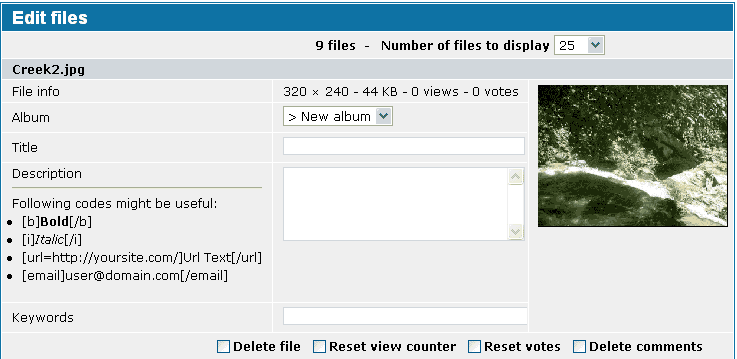 Edit files
9 files - Number of files to display 25
Creek2.jpg
File info 320 × 240 - 44 KB - 0 views - 0 votes
Album > New album
Title
Description
Following codes might be useful:
[b]Bold[/b]
[i]Italic[/i]
[url=http://yoursite.com/]Url Text[/url]
[email]user@domain.com[/email]
Keywords
Delete file Reset view counter Reset votes Delete comments